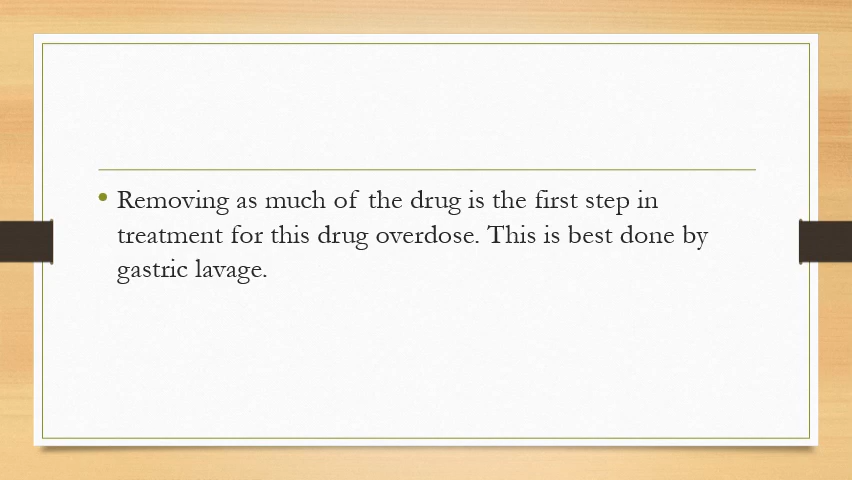 Removing as much of the drug is the first step in
treatment for this drug overdose. This is best done by
gastric lavage.